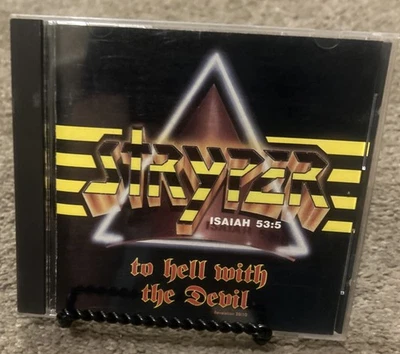 STRYPER
ISAIAH 53:5
to hell with
the Devil